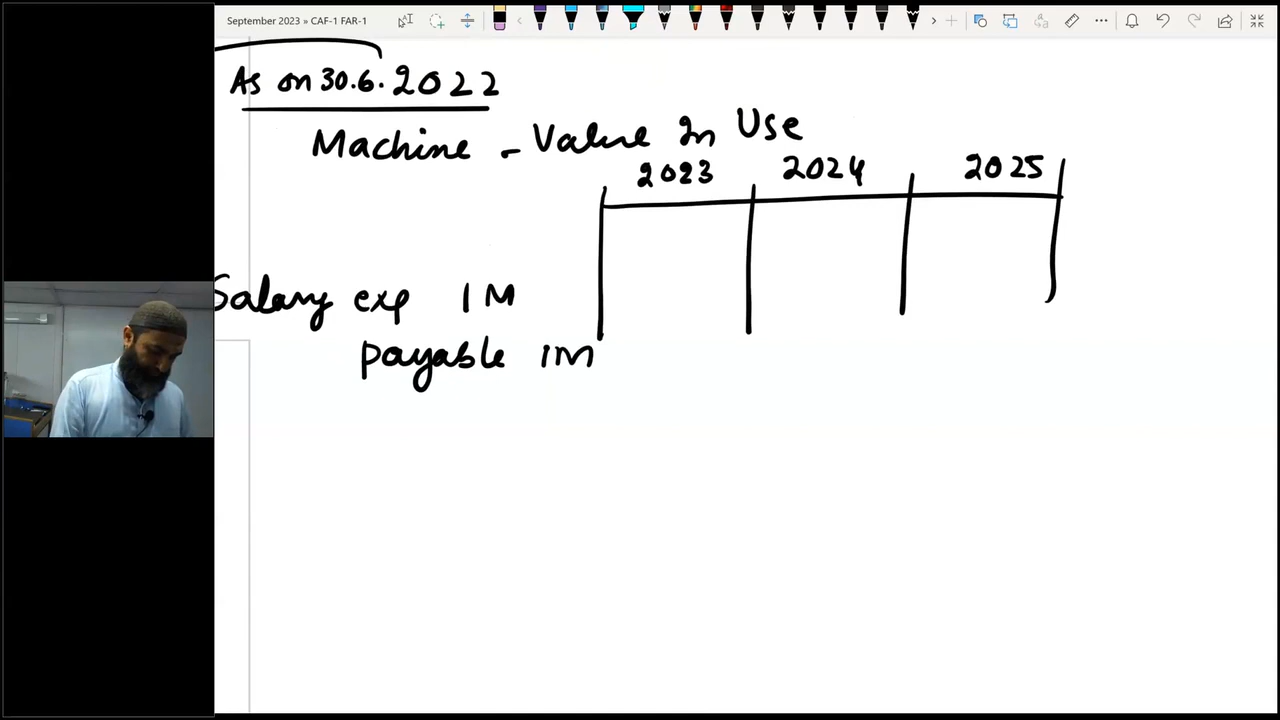 September 2023 » CAF-1 FAR-1
As on 30.6.2022
Machine - Value In Use
2023 2024 2025
Salary exp 1M
payable 1M